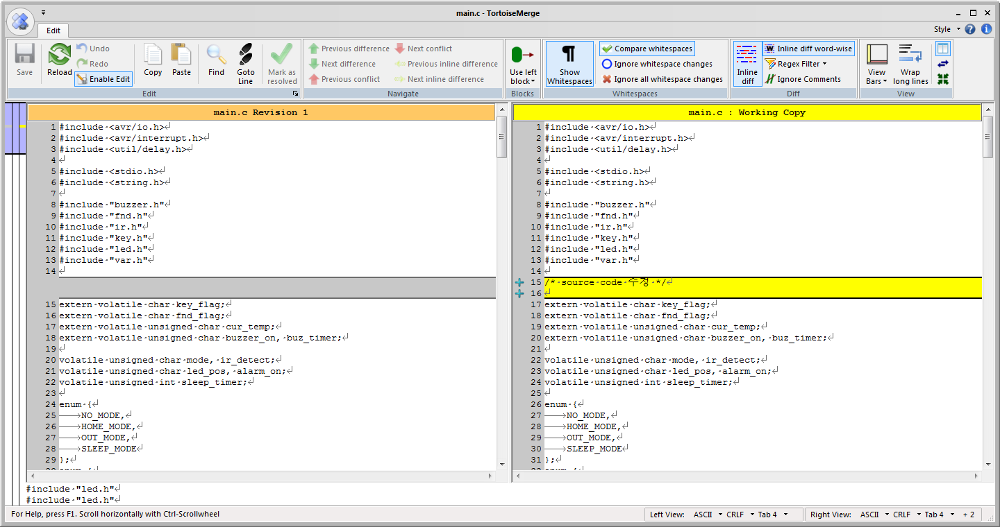 main.c - TortoiseMerge
Edit
Style
Save
Reload
Undo
Redo
Enable Edit
Copy
Paste
Find
Goto Line
Mark as resolved
Edit
Previous difference
Next difference
Previous conflict
Next conflict
Previous inline difference
Next inline difference
Navigate
Use left block
Blocks
Show Whitespaces
Compare whitespaces
Ignore whitespace changes
Ignore all whitespace changes
Whitespaces
Inline diff
Inline diff word-wise
Regex Filter
Ignore Comments
Diff
View Bars
Wrap long lines
View
main.c Revision 1
1 #include <avr/io.h>
2 #include <avr/interrupt.h>
3 #include <util/delay.h>
4
5 #include <stdio.h>
6 #include <string.h>
7
8 #include "buzzer.h"
9 #include "fnd.h"
10 #include "ir.h"
11 #include "key.h"
12 #include "led.h"
13 #include "var.h"
14
15 extern volatile char key_flag;
16 extern volatile char fnd_flag;
17 extern volatile unsigned char cur_temp;
18 extern volatile unsigned char buzzer_on, buz_timer;
19
20 volatile unsigned char mode, ir_detect;
21 volatile unsigned char led_pos, alarm_on;
22 volatile unsigned int sleep_timer;
23
24 enum {
25 NO_MODE,
26 HOME_MODE,
27 OUT_MODE,
28 SLEEP_MODE
29 };
main.c : Working Copy
1 #include <avr/io.h>
2 #include <avr/interrupt.h>
3 #include <util/delay.h>
4
5 #include <stdio.h>
6 #include <string.h>
7
8 #include "buzzer.h"
9 #include "fnd.h"
10 #include "ir.h"
11 #include "key.h"
12 #include "led.h"
13 #include "var.h"
14
15 /* source code 수정 */
16
17 extern volatile char key_flag;
18 extern volatile char fnd_flag;
19 extern volatile unsigned char cur_temp;
20 extern volatile unsigned char buzzer_on, buz_timer;
21
22 volatile unsigned char mode, ir_detect;
23 volatile unsigned char led_pos, alarm_on;
24 volatile unsigned int sleep_timer;
25
26 enum {
27 NO_MODE,
28 HOME_MODE,
29 OUT_MODE,
30 SLEEP_MODE
31 };
#include "led.h"
#include "led.h"
For Help, press F1. Scroll horizontally with Ctrl-Scrollwheel
Left View: ASCII CRLF Tab 4
Right View: ASCII CRLF Tab 4 + 2